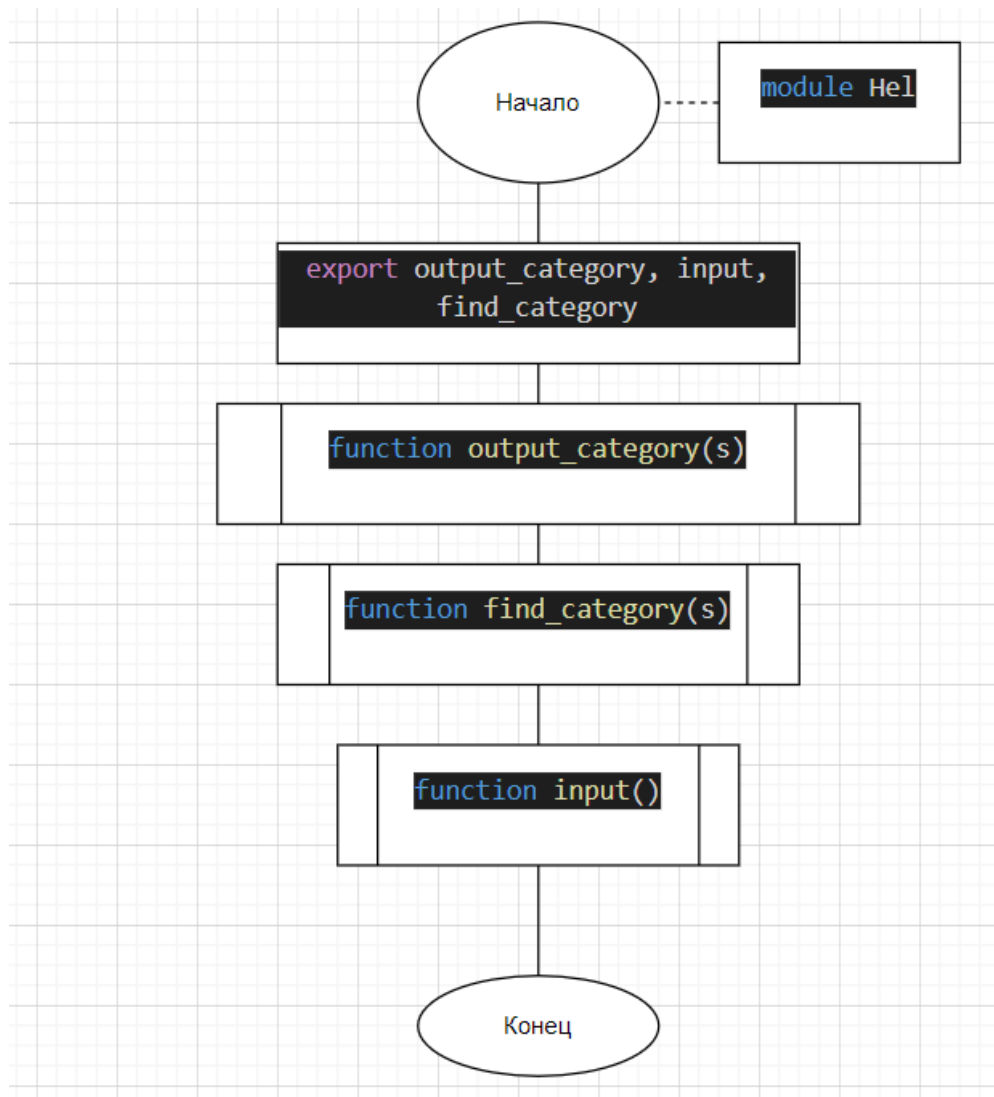 Начало
module Hel
export output_category, input,
find_category
function output_category(s)
function find_category(s)
function input()
Конец